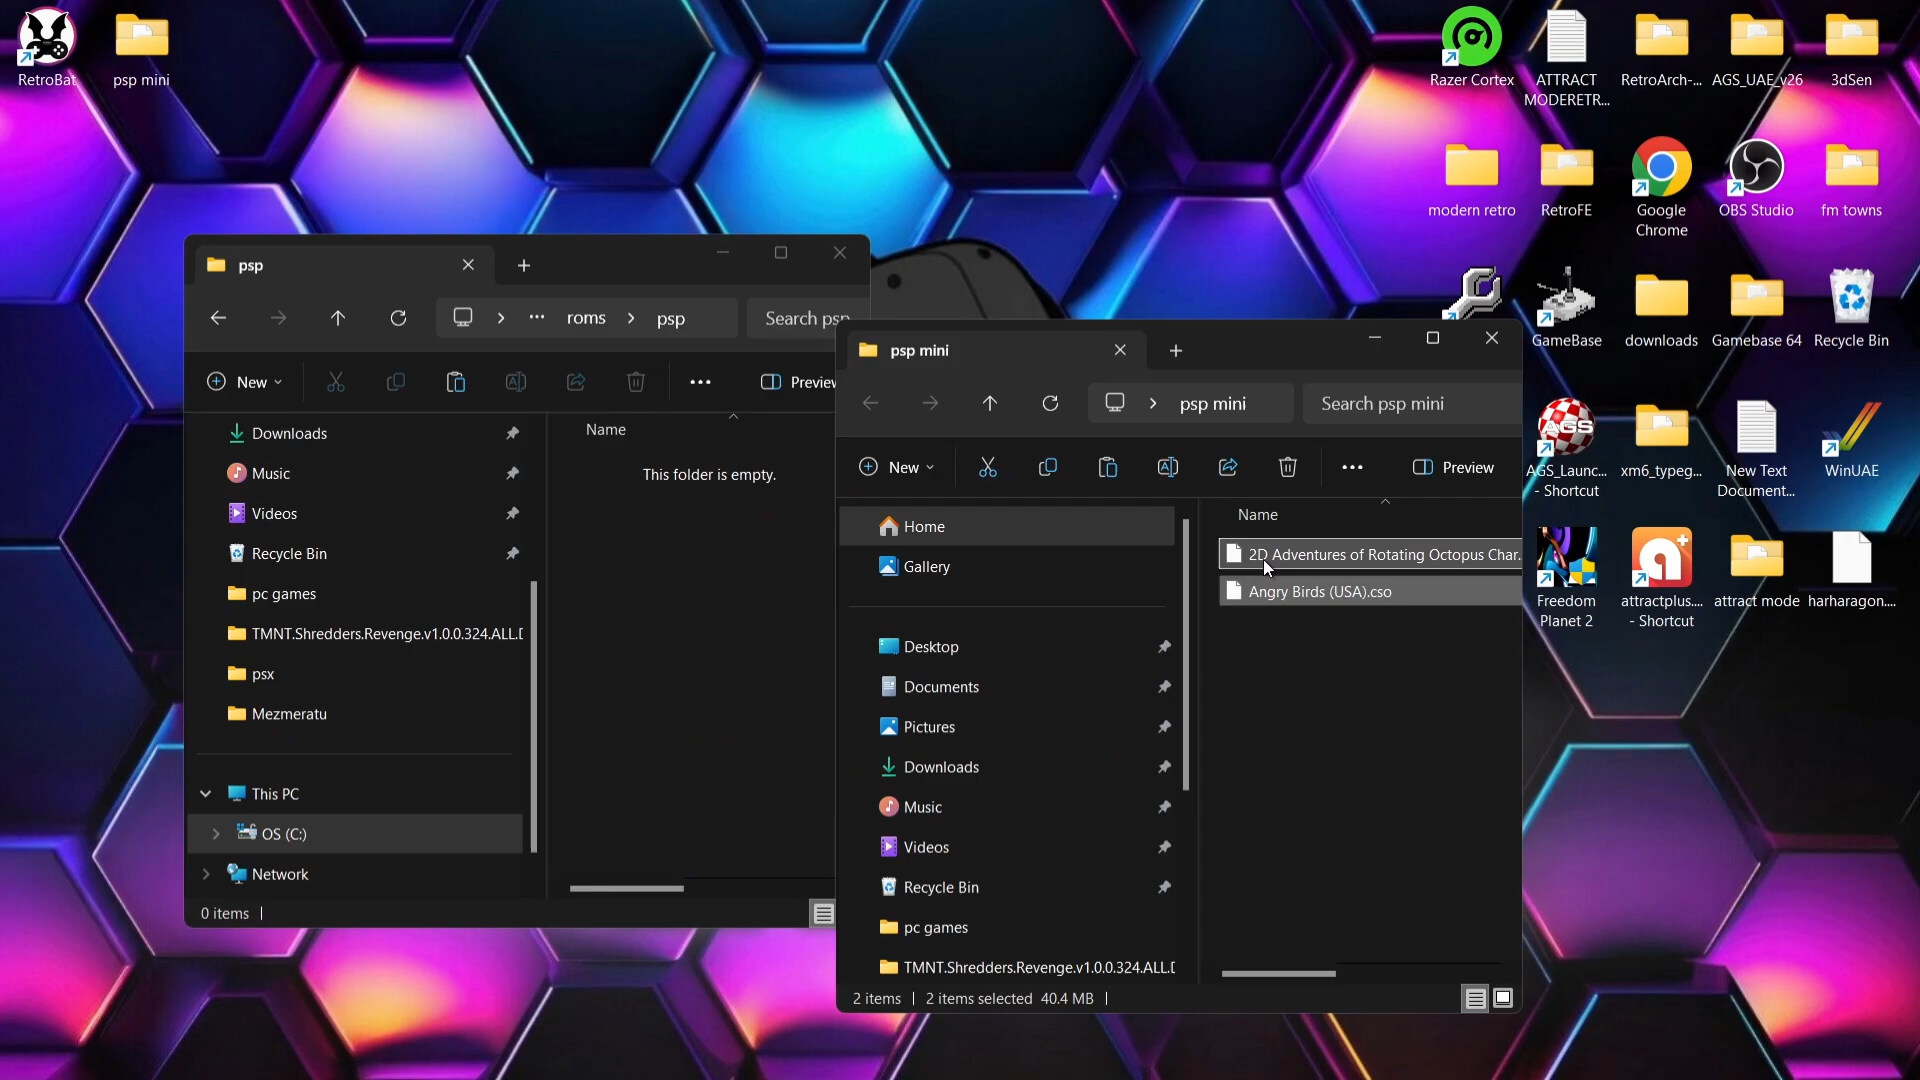 RetroBat
psp mini
Razer Cortex
ATTRACT
MODERETR...
RetroArch-...
AGS_UAE_v26
3dSen
modern retro
RetroFE
Google
Chrome
OBS Studio
fm towns
GameBase
downloads
Gamebase 64
Recycle Bin
AGS
AGS_Launc...
- Shortcut
xm6_typeg...
New Text
Document...
WinUAE
Freedom
Planet 2
attractplus....
- Shortcut
attract mode
harharagon....
psp
roms
psp
Search psp
New
Preview
Downloads
Music
Videos
Recycle Bin
pc games
TMNT.Shredders.Revenge.v1.0.0.324.ALL.D
psx
Mezmeratu
This PC
OS (C:)
Network
Name
This folder is empty.
0 items
psp mini
psp mini
Search psp mini
New
Preview
Home
Gallery
Desktop
Documents
Pictures
Downloads
Music
Videos
Recycle Bin
pc games
TMNT.Shredders.Revenge.v1.0.0.324.ALL.D
Name
2D Adventures of Rotating Octopus Char...
Angry Birds (USA).cso
2 items
2 items selected 40.4 MB